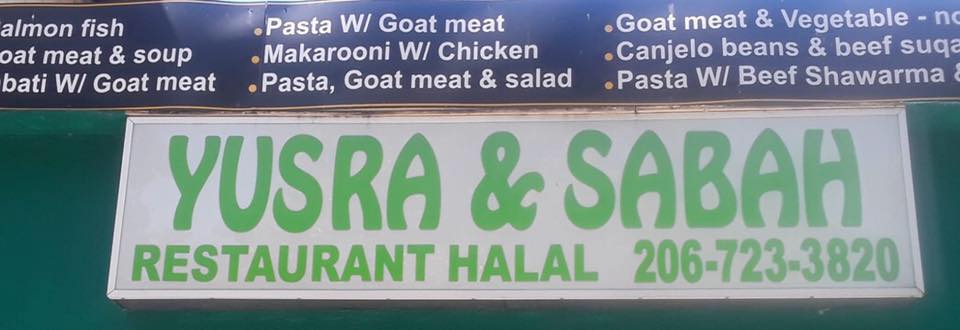 almon fish
oat meat & soup
bati W/ Goat meat
Pasta W/ Goat meat
Makarooni W/ Chicken
Pasta, Goat meat & salad
Goat meat & Vegetable - no
Canjelo beans & beef suqa
Pasta W/ Beef Shawarma &
YUSRA & SABAH
RESTAURANT HALAL 206-723-3820